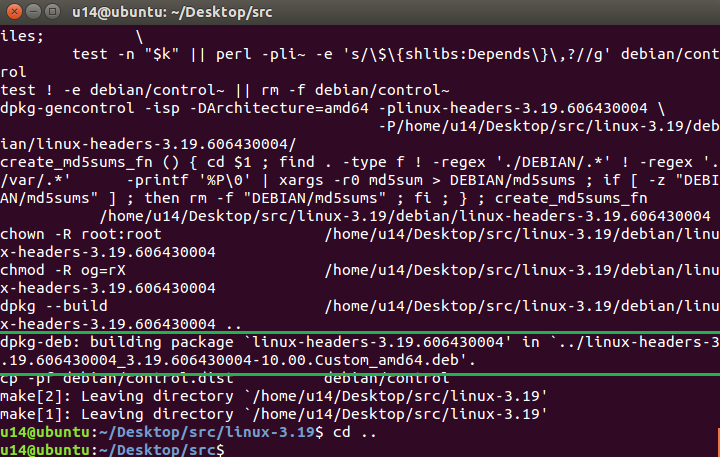 u14@ubuntu: ~/Desktop/src
iles;           \
        test -n "$k" || perl -pli~ -e 's/\$\{shlibs:Depends\}\,?//g' debian/cont
rol
test ! -e debian/control~ || rm -f debian/control~
dpkg-gencontrol -isp -DArchitecture=amd64 -plinux-headers-3.19.606430004 \
                                          -P/home/u14/Desktop/src/linux-3.19/deb
ian/linux-headers-3.19.606430004/
create_md5sums_fn () { cd $1 ; find . -type f ! -regex './DEBIAN/.*' ! -regex '.
/var/.*'      -printf '%P\0' | xargs -r0 md5sum > DEBIAN/md5sums ; if [ -z "DEBI
AN/md5sums" ] ; then rm -f "DEBIAN/md5sums" ; fi ; } ; create_md5sums_fn
           /home/u14/Desktop/src/linux-3.19/debian/linux-headers-3.19.606430004
chown -R root:root                  /home/u14/Desktop/src/linux-3.19/debian/linu
x-headers-3.19.606430004
chmod -R og=rX                      /home/u14/Desktop/src/linux-3.19/debian/linu
x-headers-3.19.606430004
dpkg --build                        /home/u14/Desktop/src/linux-3.19/debian/linu
x-headers-3.19.606430004 ..
dpkg-deb: building package `linux-headers-3.19.606430004' in `../linux-headers-3
.19.606430004_3.19.606430004-10.00.Custom_amd64.deb'.
cp -pf debian/control.dist          debian/control
make[2]: Leaving directory `/home/u14/Desktop/src/linux-3.19'
make[1]: Leaving directory `/home/u14/Desktop/src/linux-3.19'
u14@ubuntu:~/Desktop/src/linux-3.19$ cd ..
u14@ubuntu:~/Desktop/src$